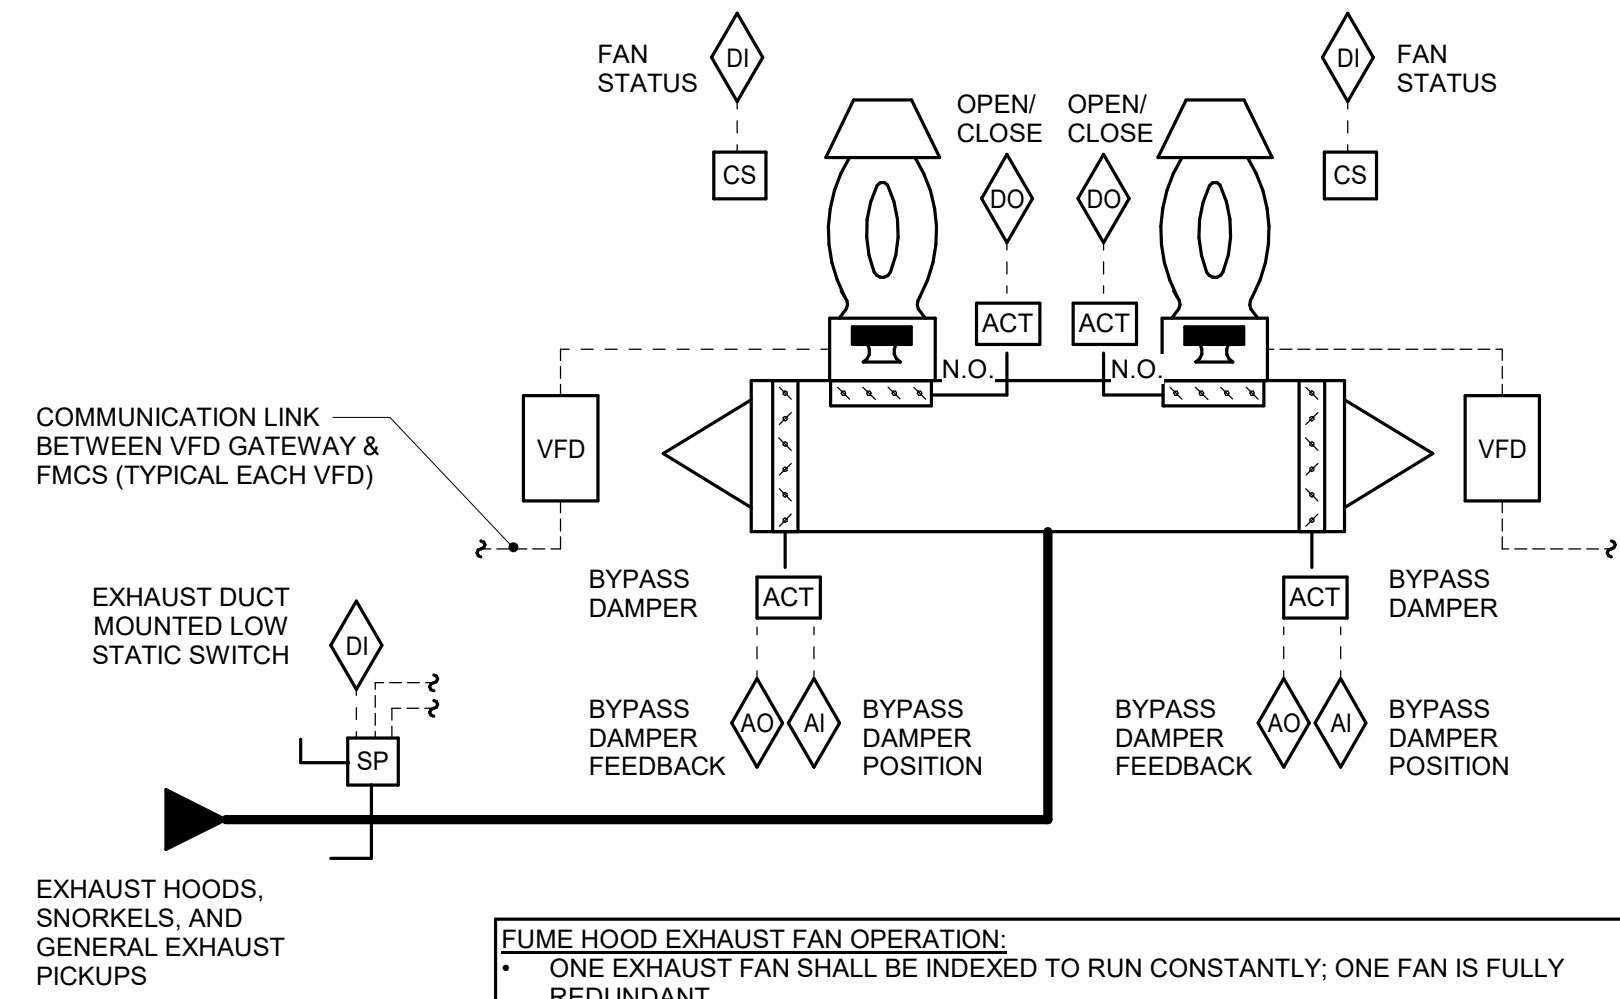 FAN
STATUS
DI
CS
OPEN/
CLOSE
DO
ACT
OPEN/
CLOSE
DO
ACT
DI
FAN
STATUS
CS
N.O.
N.O.
COMMUNICATION LINK
BETWEEN VFD GATEWAY &
FMCS (TYPICAL EACH VFD)
VFD
VFD
BYPASS
DAMPER
ACT
ACT
BYPASS
DAMPER
EXHAUST DUCT
MOUNTED LOW
STATIC SWITCH
DI
SP
BYPASS
DAMPER
FEEDBACK
AO
AI
BYPASS
DAMPER
POSITION
BYPASS
DAMPER
FEEDBACK
AO
AI
BYPASS
DAMPER
POSITION
EXHAUST HOODS,
SNORKELS, AND
GENERAL EXHAUST
PICKUPS
FUME HOOD EXHAUST FAN OPERATION:
• ONE EXHAUST FAN SHALL BE INDEXED TO RUN CONSTANTLY; ONE FAN IS FULLY
REDUNDANT